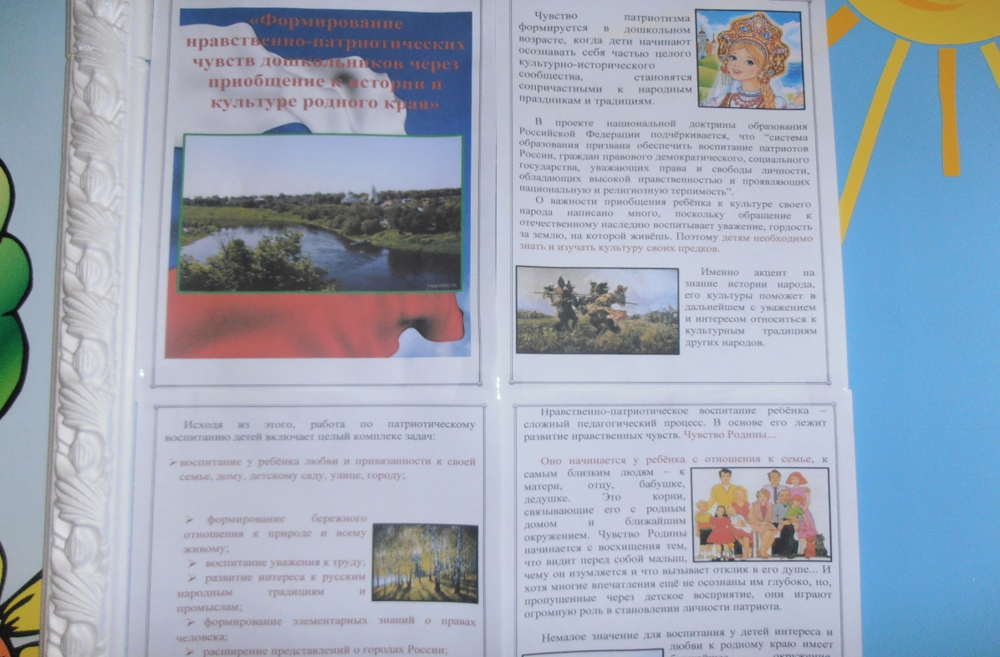 «Формирование
нравственно-патриотических
чувств дошкольников через
приобщение к истории и
культуре родного края»
Чувство патриотизма
формируется в дошкольном
возрасте, когда дети начинают
осознавать себя частью целого
культурно-исторического
сообщества, становятся
сопричастными к народным
праздникам и традициям.
В проекте национальной доктрины образования
Российской Федерации подчёркивается, что “система
образования призвана обеспечить воспитание патриотов
России, граждан правового демократического, социального
государства, уважающих права и свободы личности,
обладающих высокой нравственностью и проявляющих
национальную и религиозную терпимость”.
О важности приобщения ребёнка к культуре своего
народа написано много, поскольку обращение к
отечественному наследию воспитывает уважение, гордость
за землю, на которой живёшь. Поэтому детям необходимо
знать и изучать культуру своих предков.
Именно акцент на
знание истории народа,
его культуры поможет в
дальнейшем с уважением
и интересом относиться к
культурным традициям
других народов.
Исходя из этого, работа по патриотическому
воспитанию детей включает целый комплекс задач:
➢ воспитание у ребёнка любви и привязанности к своей
семье, дому, детскому саду, улице, городу;
➢ формирование бережного
отношения к природе и всему
живому;
➢ воспитание уважения к труду;
➢ развитие интереса к русским
народным традициям и
промыслам;
➢ формирование элементарных знаний о правах
человека;
➢ расширение представлений о городах России;
Нравственно-патриотическое воспитание ребёнка –
сложный педагогический процесс. В основе его лежит
развитие нравственных чувств. Чувство Родины...
Оно начинается у ребёнка с отношения к семье, к
самым близким людям – к
матери, отцу, бабушке,
дедушке. Это корни,
связывающие его с родным
домом и ближайшим
окружением. Чувство Родины
начинается с восхищения тем,
что видит перед собой малыш,
чему он изумляется и что вызывает отклик в его душе... И
хотя многие впечатления ещё не осознаны им глубоко, но,
пропущенные через детское восприятие, они играют
огромную роль в становлении личности патриота.
Немалое значение для воспитания у детей интереса и
любви к родному краю имеет
окружение